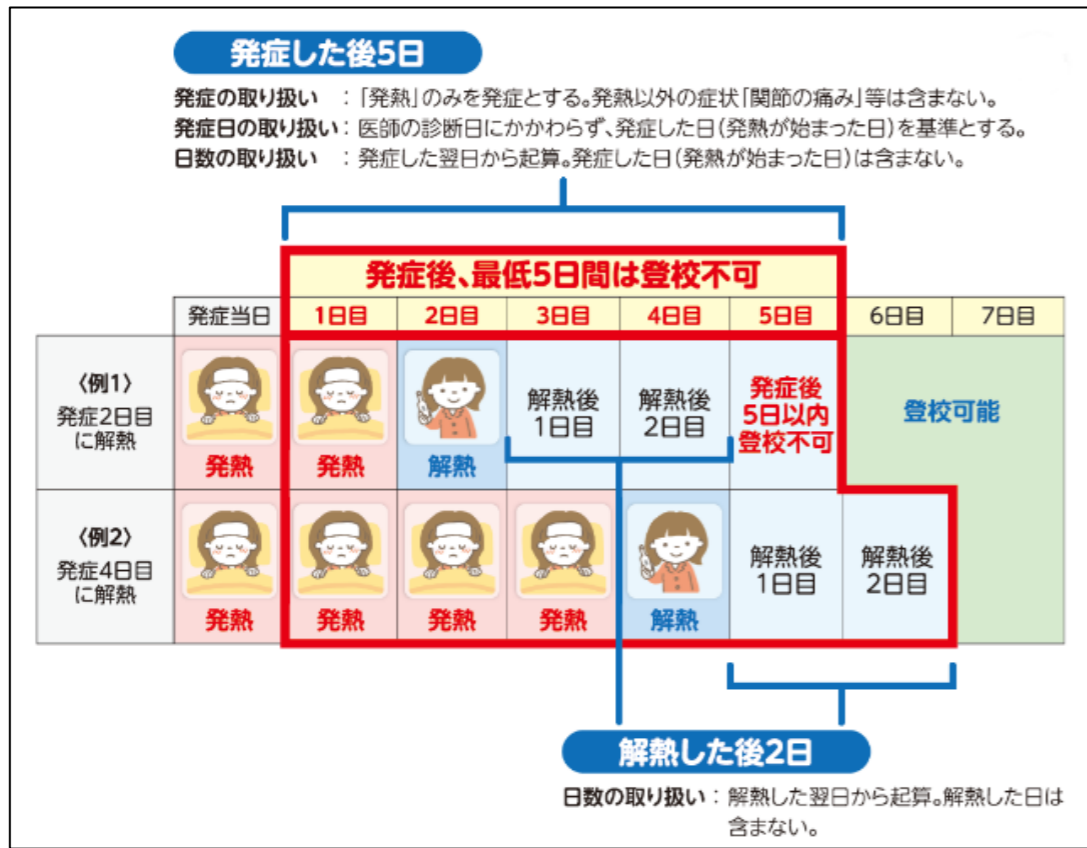 発症した後5日
発症の取り扱い ：「発熱」のみを発症とする。発熱以外の症状「関節の痛み」等は含まない。
発症日の取り扱い：医師の診断日にかかわらず、発症した日（発熱が始まった日）を基準とする。
日数の取り扱い ：発症した翌日から起算。発症した日（発熱が始まった日）は含まない。
発症後、最低5日間は登校不可
発症当日 1日目 2日目 3日目 4日目 5日目 6日目 7日目
〈例1〉
発症2日目
に解熱
発熱 発熱 解熱
解熱後
1日目
解熱後
2日目
発症後
5日以内
登校不可
登校可能
〈例2〉
発症4日目
に解熱
発熱 発熱 発熱 発熱 解熱
解熱後
1日目
解熱後
2日目
解熱した後2日
日数の取り扱い：解熱した翌日から起算。解熱した日は
含まない。